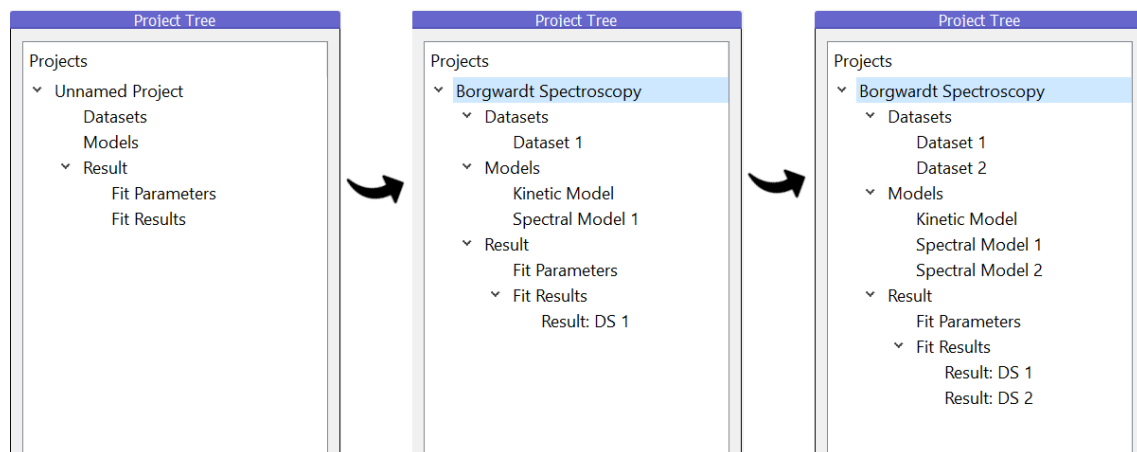 Project Tree
Projects
Unnamed Project
Datasets
Models
Result
Fit Parameters
Fit Results
Project Tree
Projects
Borgwardt Spectroscopy
Datasets
Dataset 1
Models
Kinetic Model
Spectral Model 1
Result
Fit Parameters
Fit Results
Result: DS 1
Project Tree
Projects
Borgwardt Spectroscopy
Datasets
Dataset 1
Dataset 2
Models
Kinetic Model
Spectral Model 1
Spectral Model 2
Result
Fit Parameters
Fit Results
Result: DS 1
Result: DS 2